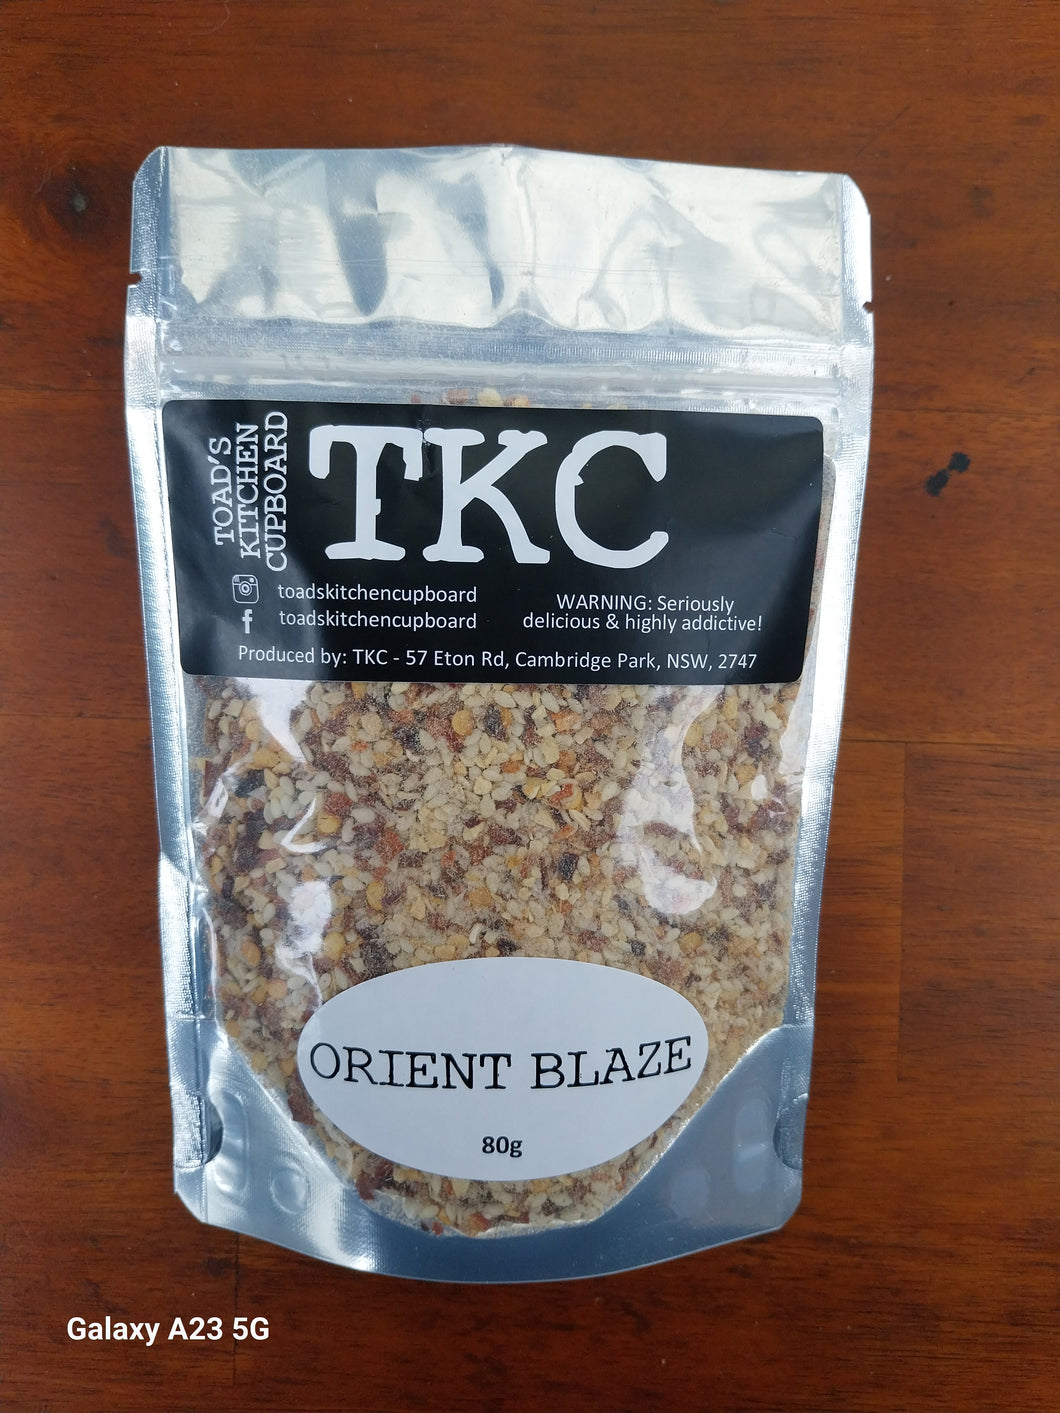 TOAD'S
KITCHEN
CUPBOARD
TKC
toadskitchencupboard
toadskitchencupboard
WARNING: Seriously
delicious & highly addictive!
Produced by: TKC - 57 Eton Rd, Cambridge Park, NSW, 2747
ORIENT BLAZE
80g
Galaxy A23 5G